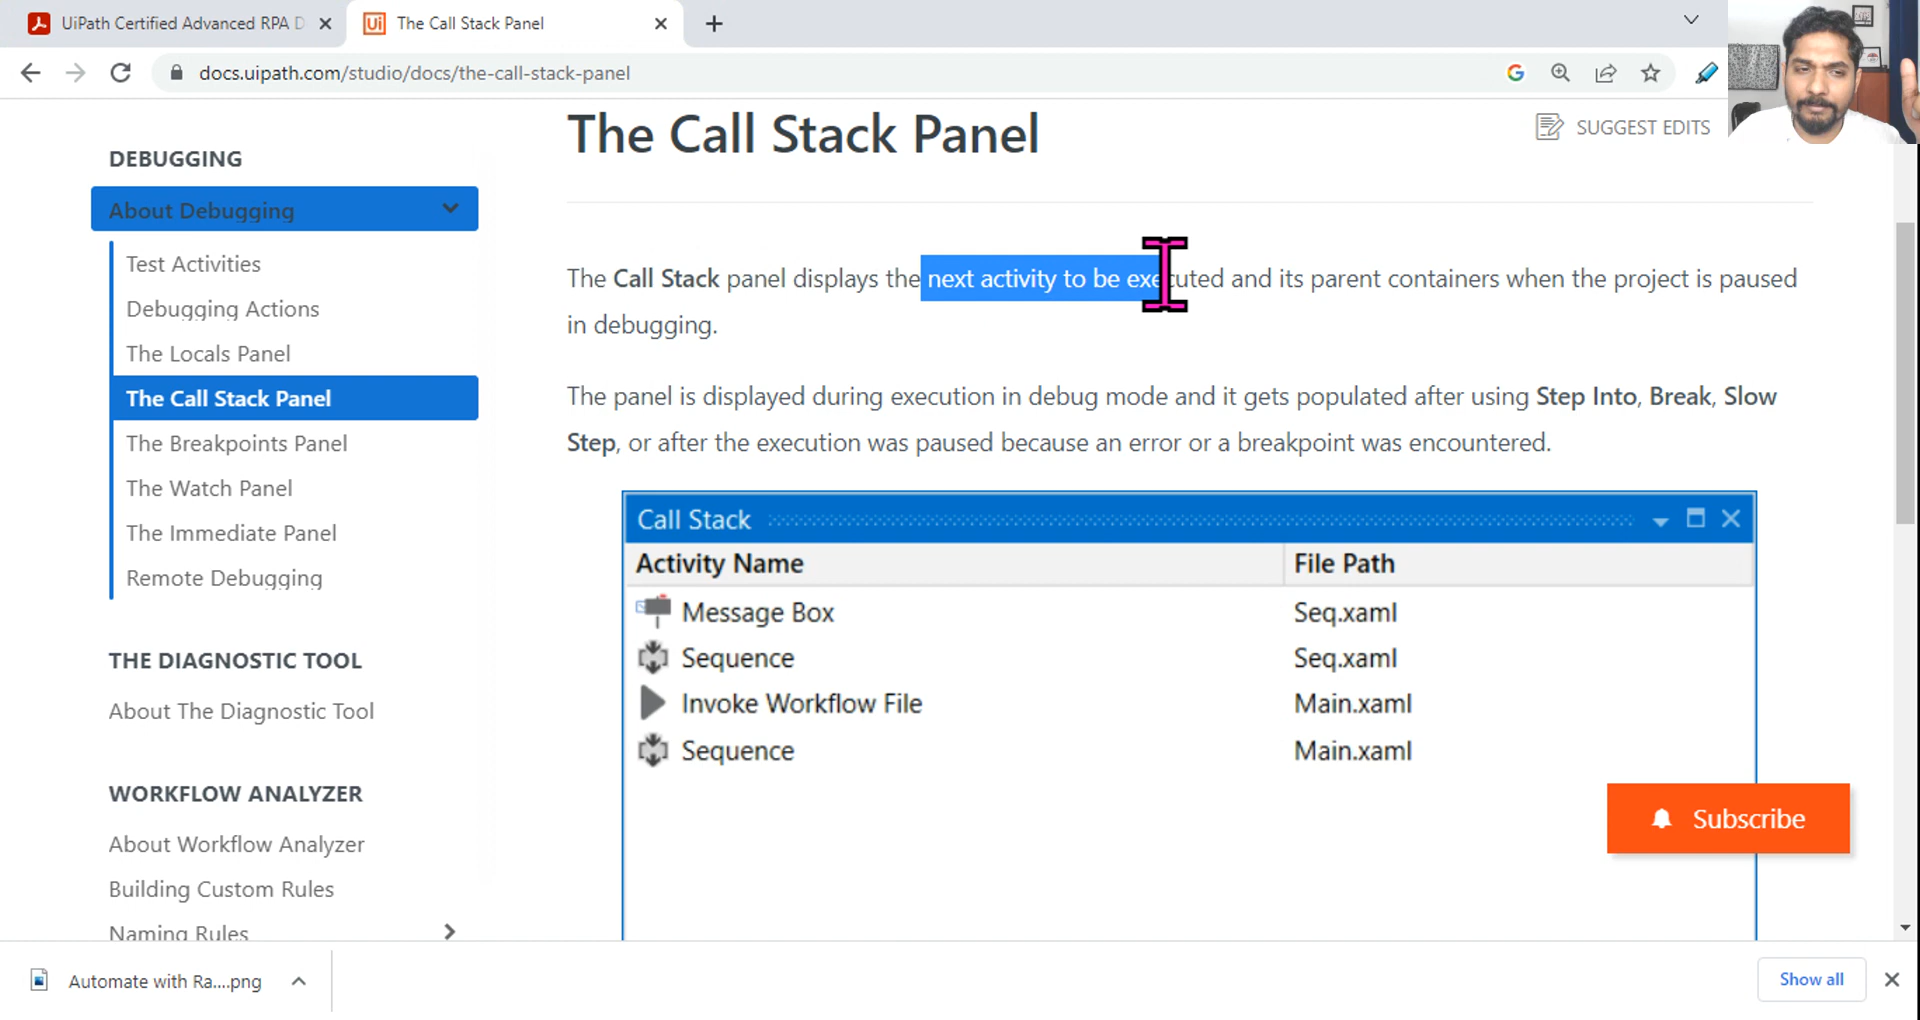 UiPath Certified Advanced RPA D
The Call Stack Panel
docs.uipath.com/studio/docs/the-call-stack-panel
DEBUGGING
About Debugging
Test Activities
Debugging Actions
The Locals Panel
The Call Stack Panel
The Breakpoints Panel
The Watch Panel
The Immediate Panel
Remote Debugging
THE DIAGNOSTIC TOOL
About The Diagnostic Tool
WORKFLOW ANALYZER
About Workflow Analyzer
Building Custom Rules
Naming Rules
The Call Stack Panel
SUGGEST EDITS
The Call Stack panel displays the next activity to be executed and its parent containers when the project is paused
in debugging.
The panel is displayed during execution in debug mode and it gets populated after using Step Into, Break, Slow
Step, or after the execution was paused because an error or a breakpoint was encountered.
Call Stack
Activity Name File Path
Message Box Seq.xaml
Sequence Seq.xaml
Invoke Workflow File Main.xaml
Sequence Main.xaml
Subscribe
Automate with Ra....png
Show all